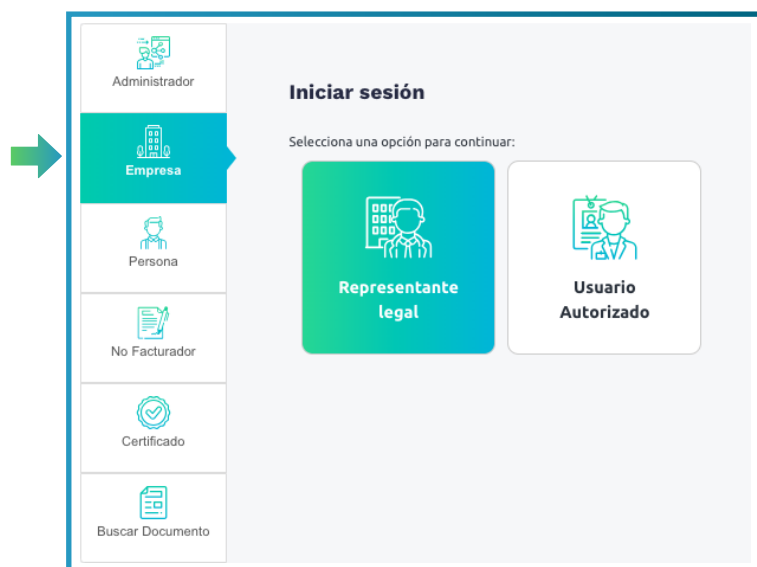 Administrador
Empresa
Persona
No Facturador
Certificado
Buscar Documento
Iniciar sesión
Selecciona una opción para continuar:
Representante
legal
Usuario
Autorizado